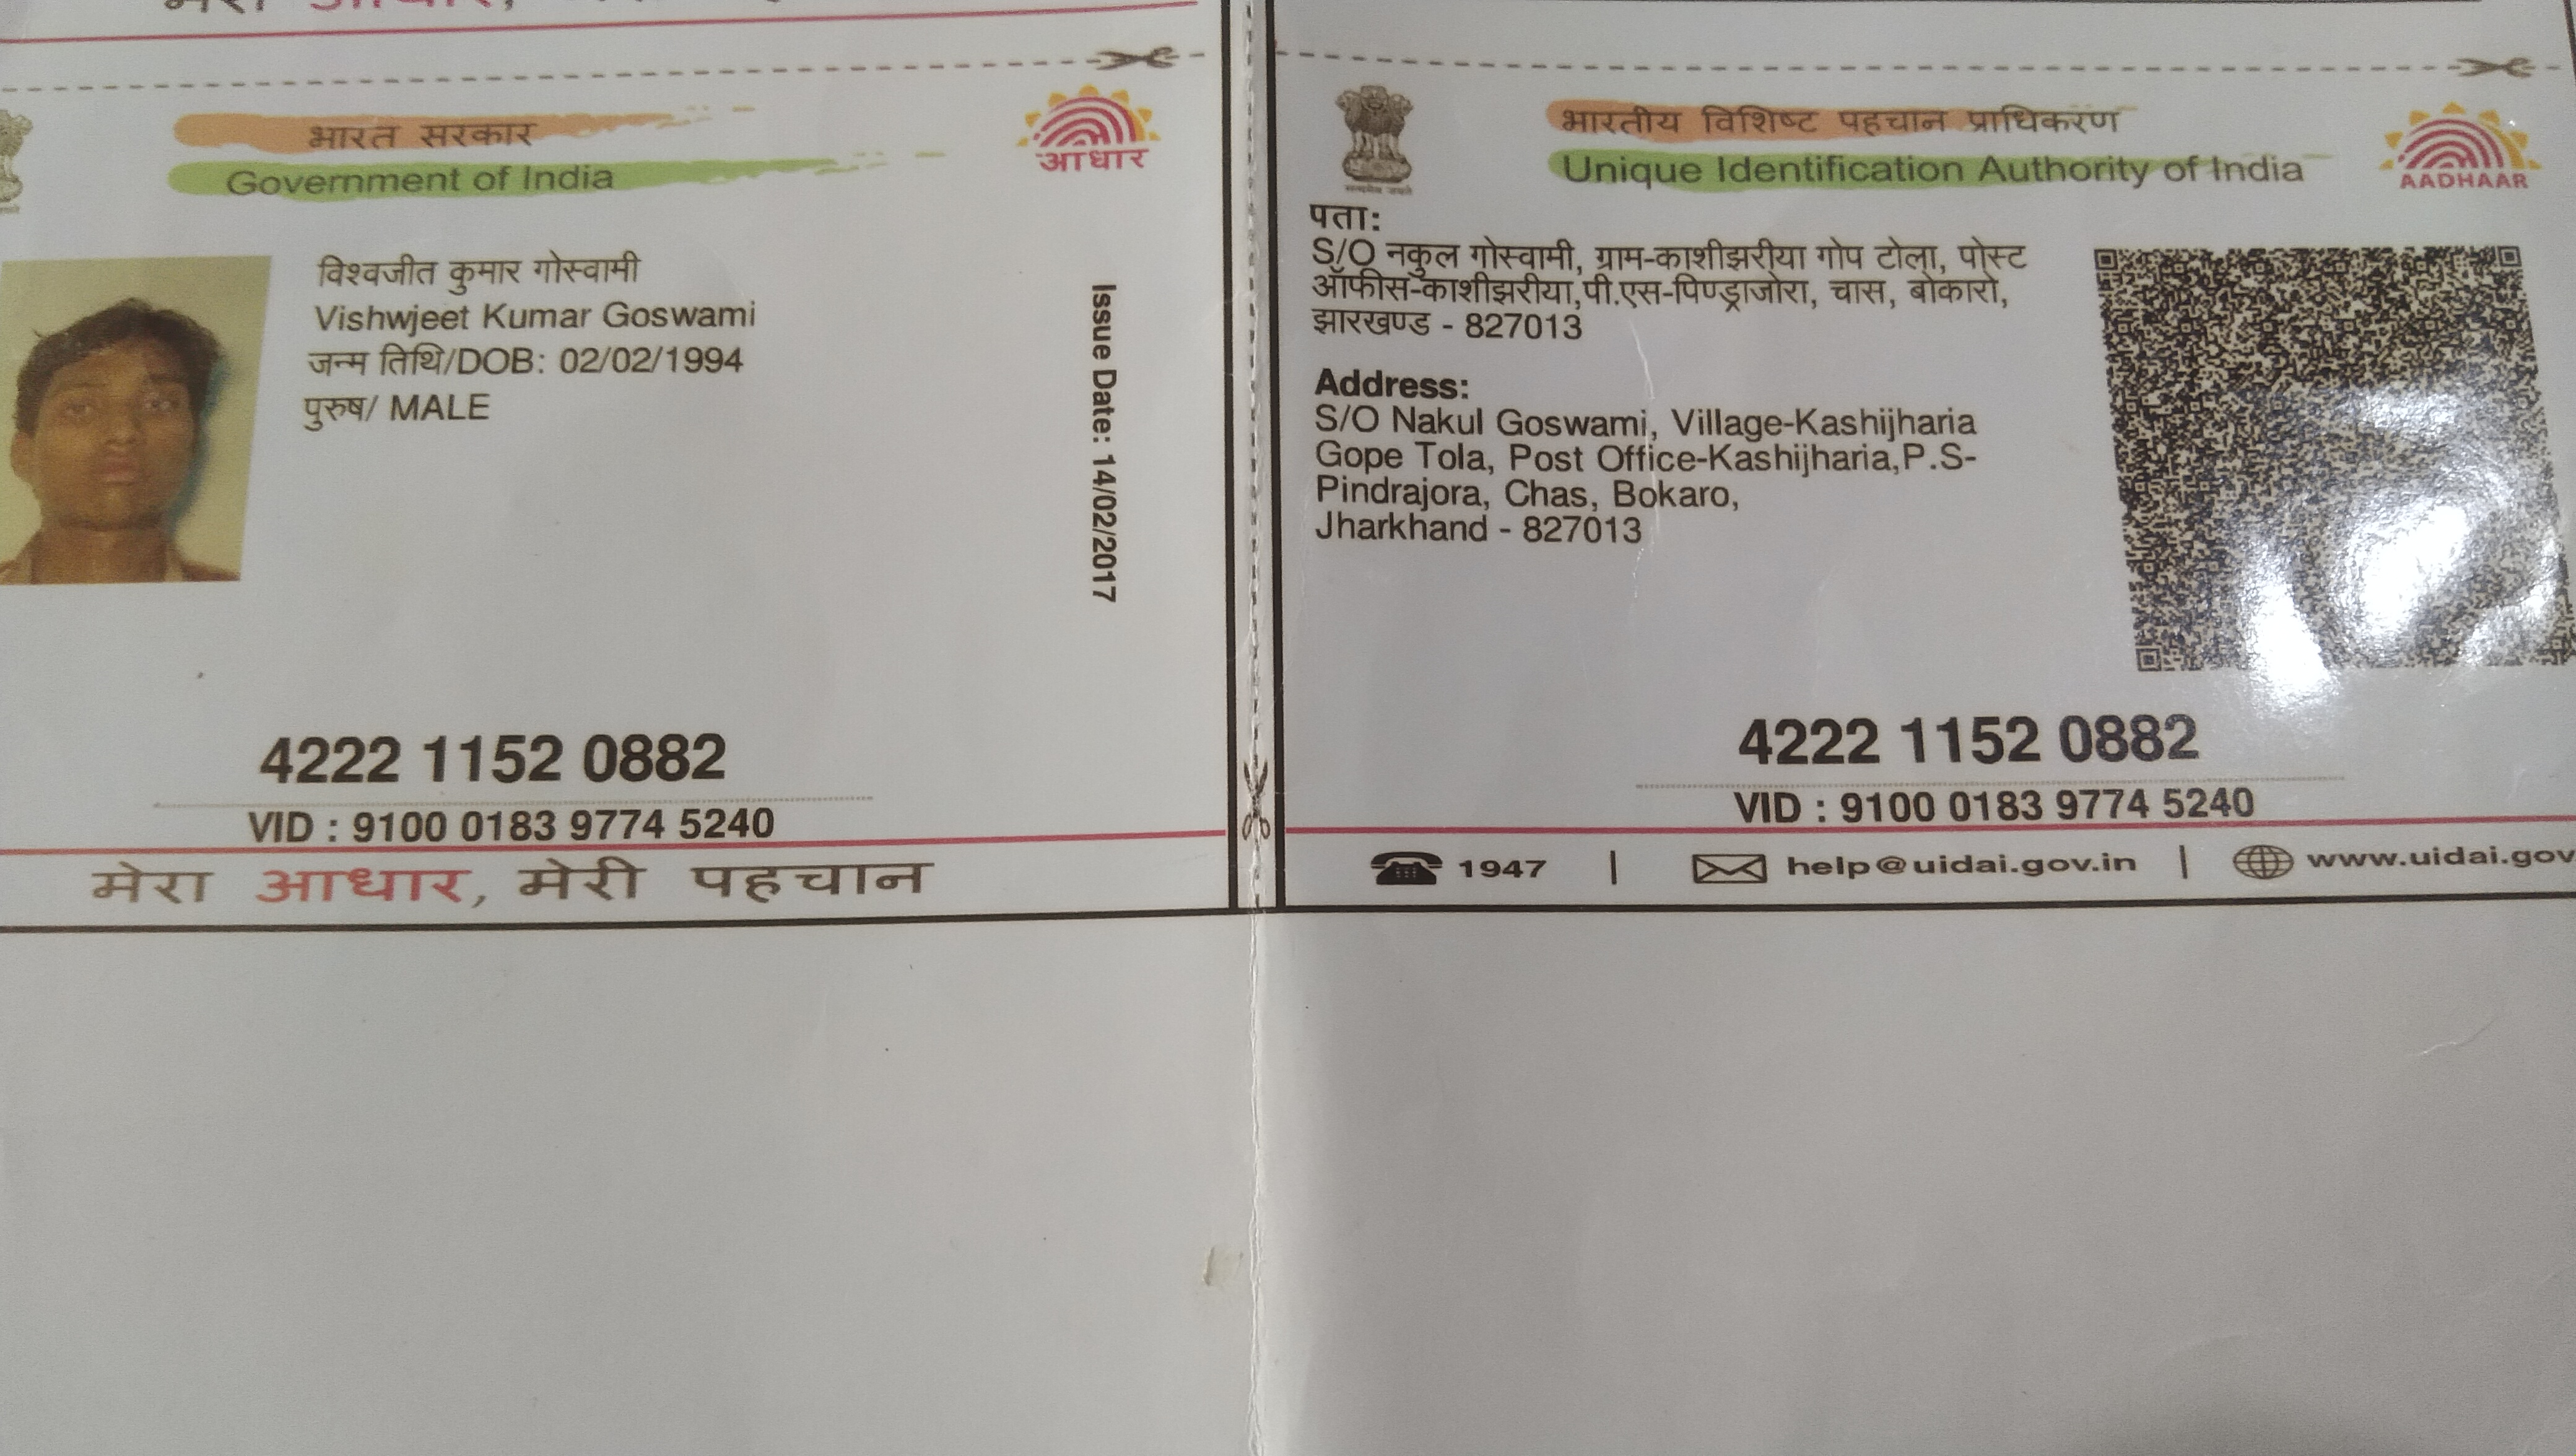 भारत सरकार
Government of India
आधार
विश्वजीत कुमार गोस्वामी
Vishwjeet Kumar Goswami
जन्म तिथि/DOB: 02/02/1994
पुरुष/ MALE
Issue Date: 14/02/2017
4222 1152 0882
VID : 9100 0183 9774 5240
मेरा आधार, मेरी पहचान
भारतीय विशिष्ट पहचान प्राधिकरण
Unique Identification Authority of India
AADHAAR
सत्यमेव जयते
पता:
S/O नकुल गोस्वामी, ग्राम-काशीझरीया गोप टोला, पोस्ट
ऑफीस-काशीझरीया,पी.एस-पिण्ड्राजोरा, चास, बोकारो,
झारखण्ड - 827013
Address:
S/O Nakul Goswami, Village-Kashijharia
Gope Tola, Post Office-Kashijharia,P.S-
Pindrajora, Chas, Bokaro,
Jharkhand - 827013
4222 1152 0882
VID : 9100 0183 9774 5240
1947 | help@uidai.gov.in | www.uidai.gov